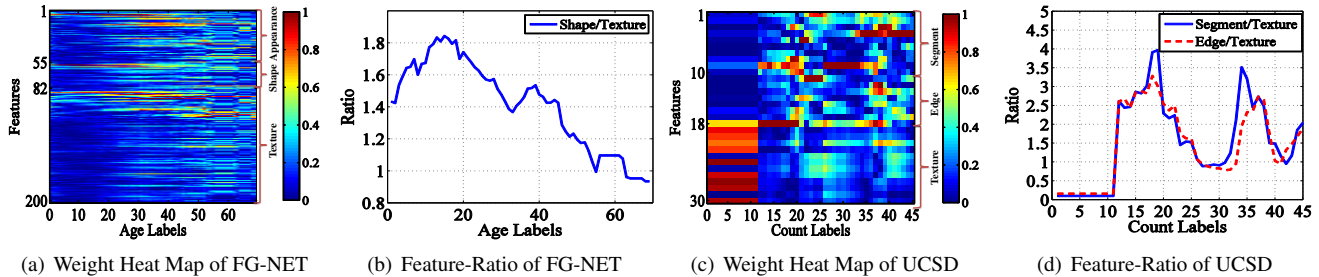 1
55
82
200
Features
0 10 20 30 40 50 60
Age Labels
Appearance
Shape
Texture
1
0.8
0.6
0.4
0.2
0
(a) Weight Heat Map of FG-NET
Shape/Texture
1.8
1.6
1.4
1.2
1
0.8
Ratio
0 20 40 60
Age Labels
(b) Feature-Ratio of FG-NET
1
10
18
30
Features
0 5 10 15 20 25 30 35 40 45
Count Labels
Segment
Edge
Texture
1
0.8
0.6
0.4
0.2
0
(c) Weight Heat Map of UCSD
Segment/Texture
Edge/Texture
5
4.5
4
3.5
3
2.5
2
1.5
1
0.5
0
Ratio
0 5 10 15 20 25 30 35 40 45
Count Labels
(d) Feature-Ratio of UCSD